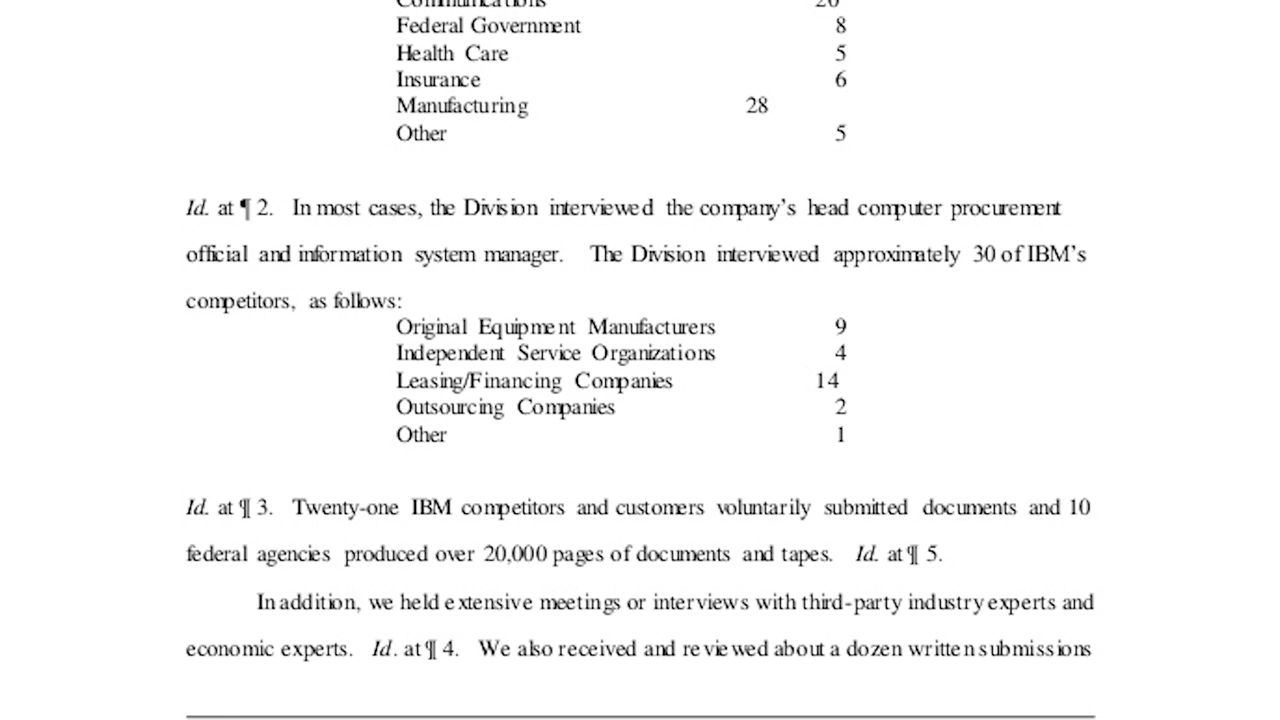 Communications 20
Federal Government 8
Health Care 5
Insurance 6
Manufacturing 28
Other 5
Id. at ¶ 2. In most cases, the Division interviewed the company’s head computer procurement
official and information system manager. The Division interviewed approximately 30 of IBM’s
competitors, as follows:
Original Equipment Manufacturers 9
Independent Service Organizations 4
Leasing/Financing Companies 14
Outsourcing Companies 2
Other 1
Id. at ¶ 3. Twenty-one IBM competitors and customers voluntarily submitted documents and 10
federal agencies produced over 20,000 pages of documents and tapes. Id. at ¶ 5.
In addition, we held extensive meetings or interviews with third-party industry experts and
economic experts. Id. at ¶ 4. We also received and reviewed about a dozen written submissions